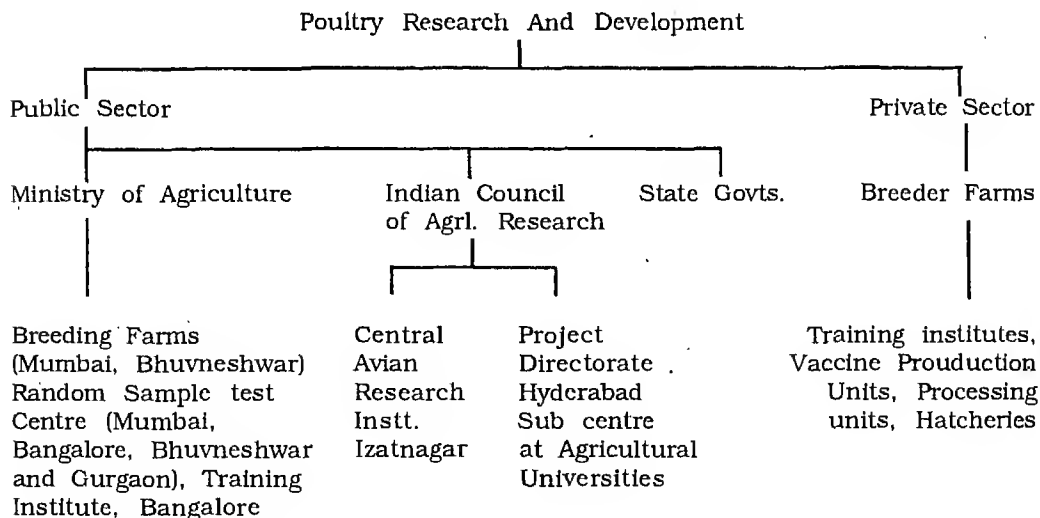 Poultry Research And Development
Public Sector
Private Sector
Ministry of Agriculture
Indian Council
of Agrl. Research
State Govts.
Breeder Farms
Breeding Farms
(Mumbai, Bhuvneshwar)
Random Sample test
Centre (Mumbai,
Bangalore, Bhuvneshwar
and Gurgaon), Training
Institute, Bangalore
Central
Avian
Research
Instt.
Izatnagar
Project
Directorate
Hyderabad
Sub centre
at Agricultural
Universities
Training institutes,
Vaccine Prouduction
Units, Processing
units, Hatcheries